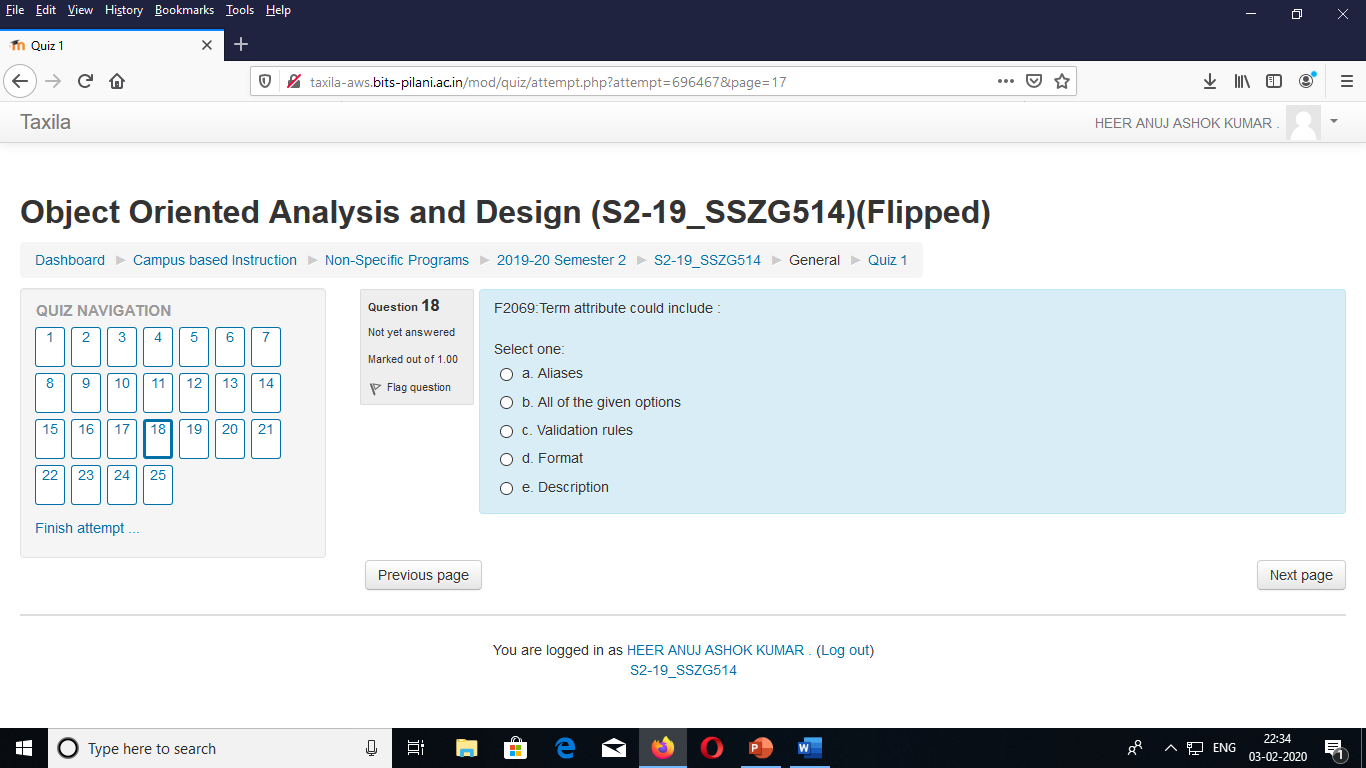 File Edit View History Bookmarks Tools Help
Quiz 1
taxila-aws.bits-pilani.ac.in/mod/quiz/attempt.php?attempt=696467&page=17
Taxila
HEER ANUJ ASHOK KUMAR .
Object Oriented Analysis and Design (S2-19_SSZG514)(Flipped)
Dashboard Campus based Instruction Non-Specific Programs 2019-20 Semester 2 S2-19_SSZG514 General Quiz 1
QUIZ NAVIGATION
1 2 3 4 5 6 7
8 9 10 11 12 13 14
15 16 17 18 19 20 21
22 23 24 25
Finish attempt ...
Question 18
Not yet answered
Marked out of 1.00
Flag question
F2069:Term attribute could include :
Select one:
a. Aliases
b. All of the given options
c. Validation rules
d. Format
e. Description
Previous page
Next page
You are logged in as HEER ANUJ ASHOK KUMAR . (Log out)
S2-19_SSZG514
Type here to search
ENG
22:34
03-02-2020
1